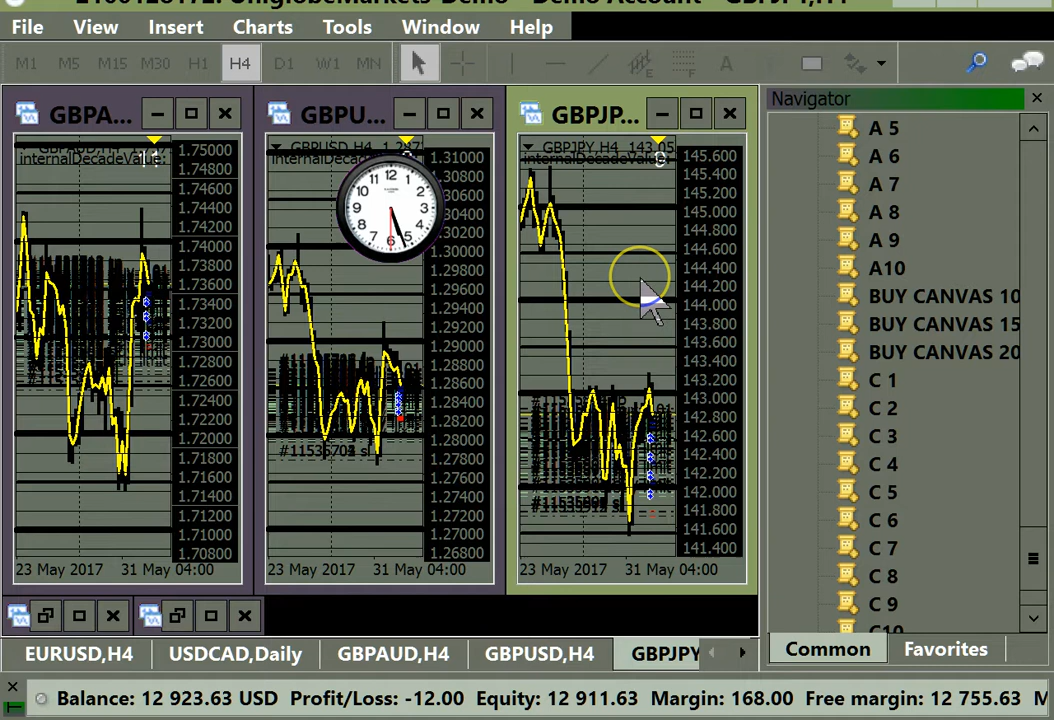 File View Insert Charts Tools Window Help
M1 M5 M15 M30 H1 H4 D1 W1 MN E F A
GBPA...
1.75000
1.74800
1.74600
1.74400
1.74200
1.74000
1.73800
1.73600
1.73400
1.73200
1.73000
1.72800
1.72600
1.72400
1.72200
1.72000
1.71800
1.71600
1.71400
1.71200
1.71000
1.70800
23 May 2017 31 May 04:00
GBPU...
GBPUSD,H4
1.31000
1.30800
1.30600
1.30400
1.30200
1.30000
1.29800
1.29600
1.29400
1.29200
1.29000
1.28800
1.28600
1.28400
1.28200
1.28000
1.27800
1.27600
1.27400
1.27200
1.27000
1.26800
23 May 2017 31 May 04:00
GBPJP...
GBPJPY,H4 143.05
145.600
145.400
145.200
145.000
144.800
144.600
144.400
144.200
144.000
143.800
143.600
143.400
143.200
143.000
142.800
142.600
142.400
142.200
142.000
141.800
141.600
141.400
23 May 2017 31 May 04:00
Navigator
A 5
A 6
A 7
A 8
A 9
A10
BUY CANVAS 10
BUY CANVAS 15
BUY CANVAS 20
C 1
C 2
C 3
C 4
C 5
C 6
C 7
C 8
C 9
C10
Common Favorites
EURUSD,H4 USDCAD,Daily GBPAUD,H4 GBPUSD,H4 GBPJPY
Balance: 12 923.63 USD Profit/Loss: -12.00 Equity: 12 911.63 Margin: 168.00 Free margin: 12 755.63 M